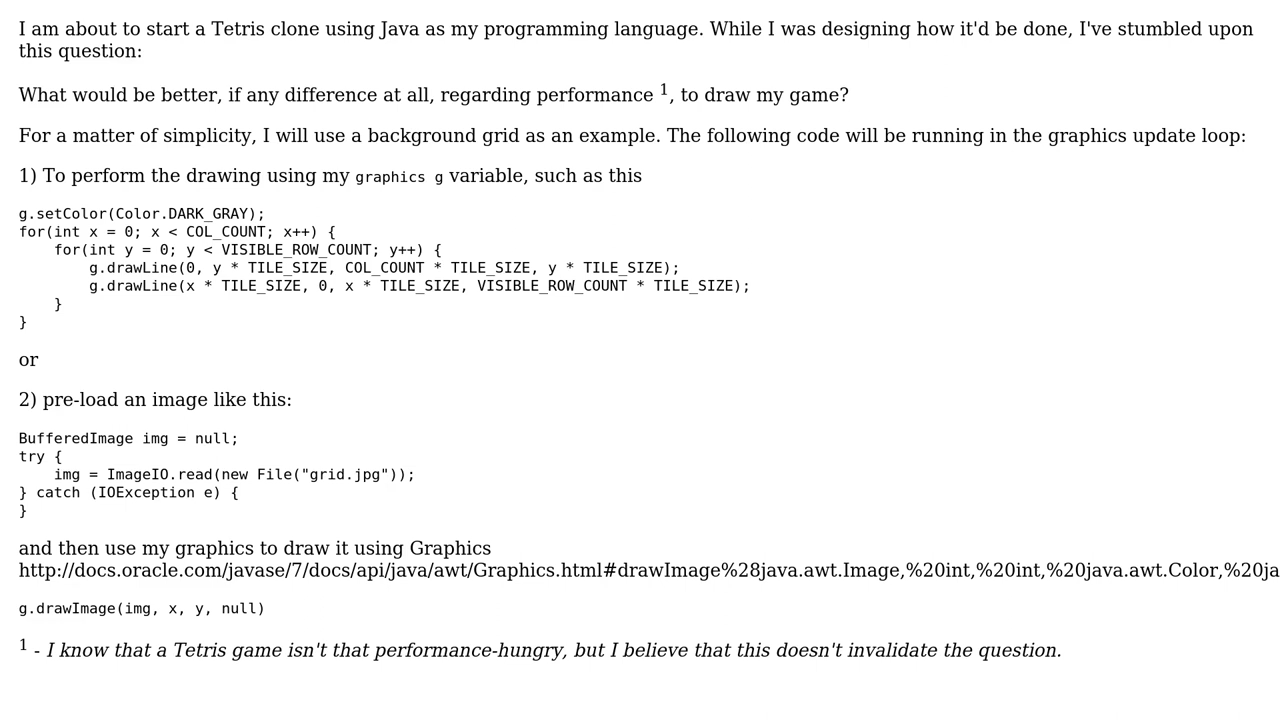 I am about to start a Tetris clone using Java as my programming language. While I was designing how it'd be done, I've stumbled upon
this question:
What would be better, if any difference at all, regarding performance 1, to draw my game?
For a matter of simplicity, I will use a background grid as an example. The following code will be running in the graphics update loop:
1) To perform the drawing using my graphics g variable, such as this
g.setColor(Color.DARK_GRAY);
for(int x = 0; x < COL_COUNT; x++) {
    for(int y = 0; y < VISIBLE_ROW_COUNT; y++) {
        g.drawLine(0, y * TILE_SIZE, COL_COUNT * TILE_SIZE, y * TILE_SIZE);
        g.drawLine(x * TILE_SIZE, 0, x * TILE_SIZE, VISIBLE_ROW_COUNT * TILE_SIZE);
    }
}
or
2) pre-load an image like this:
BufferedImage img = null;
try {
    img = ImageIO.read(new File("grid.jpg"));
} catch (IOException e) {
}
and then use my graphics to draw it using Graphics
http://docs.oracle.com/javase/7/docs/api/java/awt/Graphics.html#drawImage%28java.awt.Image,%20int,%20int,%20java.awt.Color,%20ja
g.drawImage(img, x, y, null)
1 - I know that a Tetris game isn't that performance-hungry, but I believe that this doesn't invalidate the question.